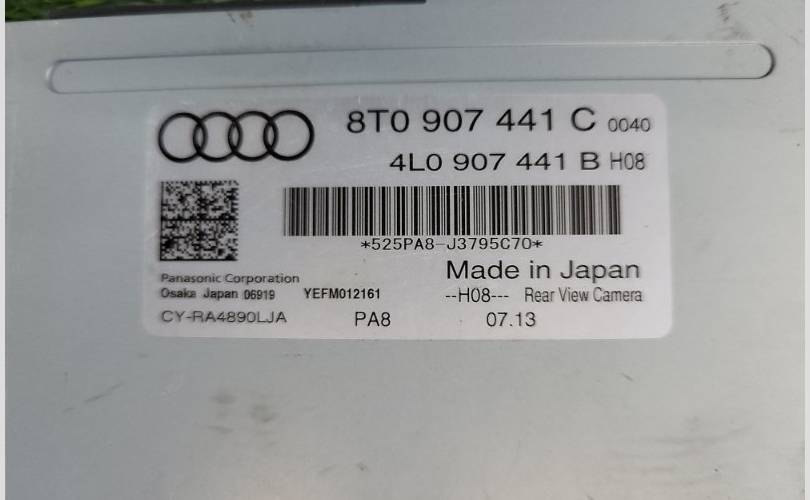 8T0 907 441 C 0040
4L0 907 441 B H08
*525PA8-J3795C70*
Made in Japan
Panasonic Corporation
Osaka Japan 06919 YEFM012161 --H08--- Rear View Camera
CY-RA4890LJA PA8 07.13